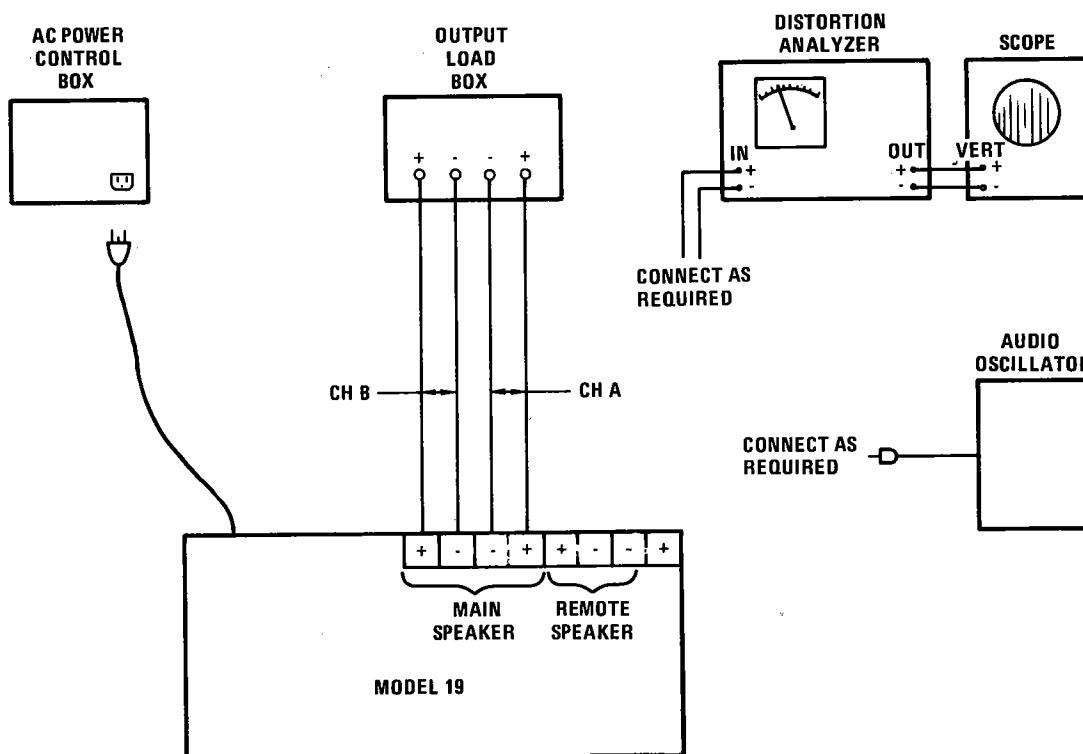 AC POWER
CONTROL
BOX
OUTPUT
LOAD
BOX
DISTORTION
ANALYZER
SCOPE
+ - - +
IN
+
-
OUT
+
-
VERT
+
-
CONNECT AS
REQUIRED
CH B
CH A
AUDIO
OSCILLATOR
CONNECT AS
REQUIRED
+ - - + + - - +
MAIN
SPEAKER
REMOTE
SPEAKER
MODEL 19